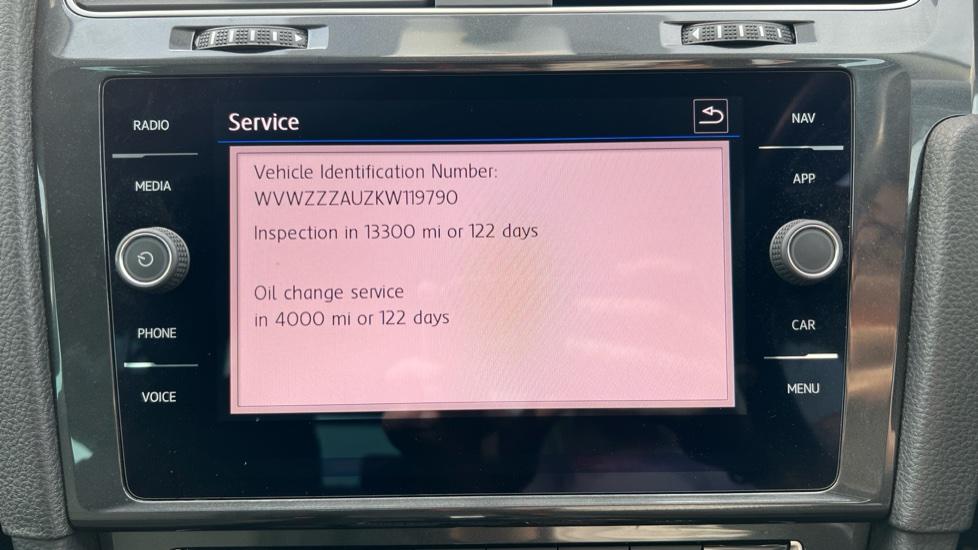 RADIO
MEDIA
PHONE
VOICE
Service
Vehicle Identification Number:
WVWZZZAUZKW119790
Inspection in 13300 mi or 122 days
Oil change service
in 4000 mi or 122 days
NAV
APP
CAR
MENU